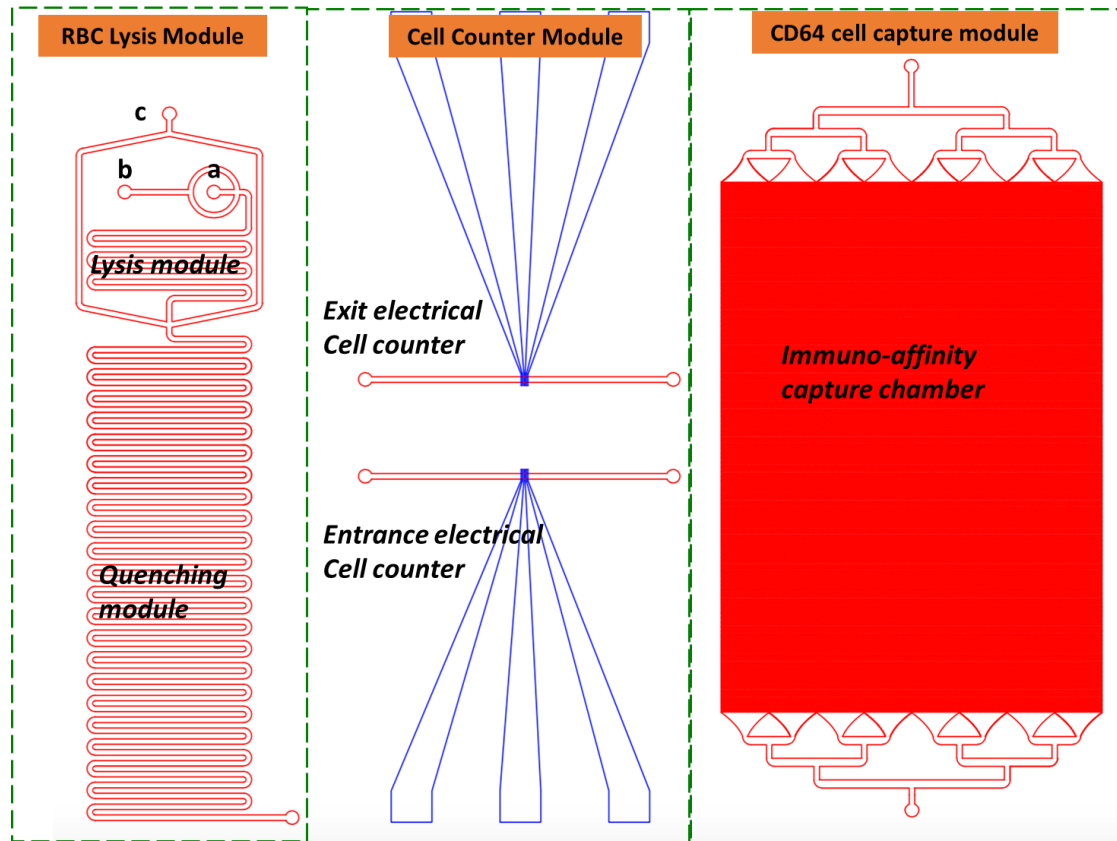 RBC Lysis Module
c
b
a
Lysis module
Quenching
module
Cell Counter Module
Exit electrical
Cell counter
Entrance electrical
Cell counter
CD64 cell capture module
Immuno-affinity
capture chamber